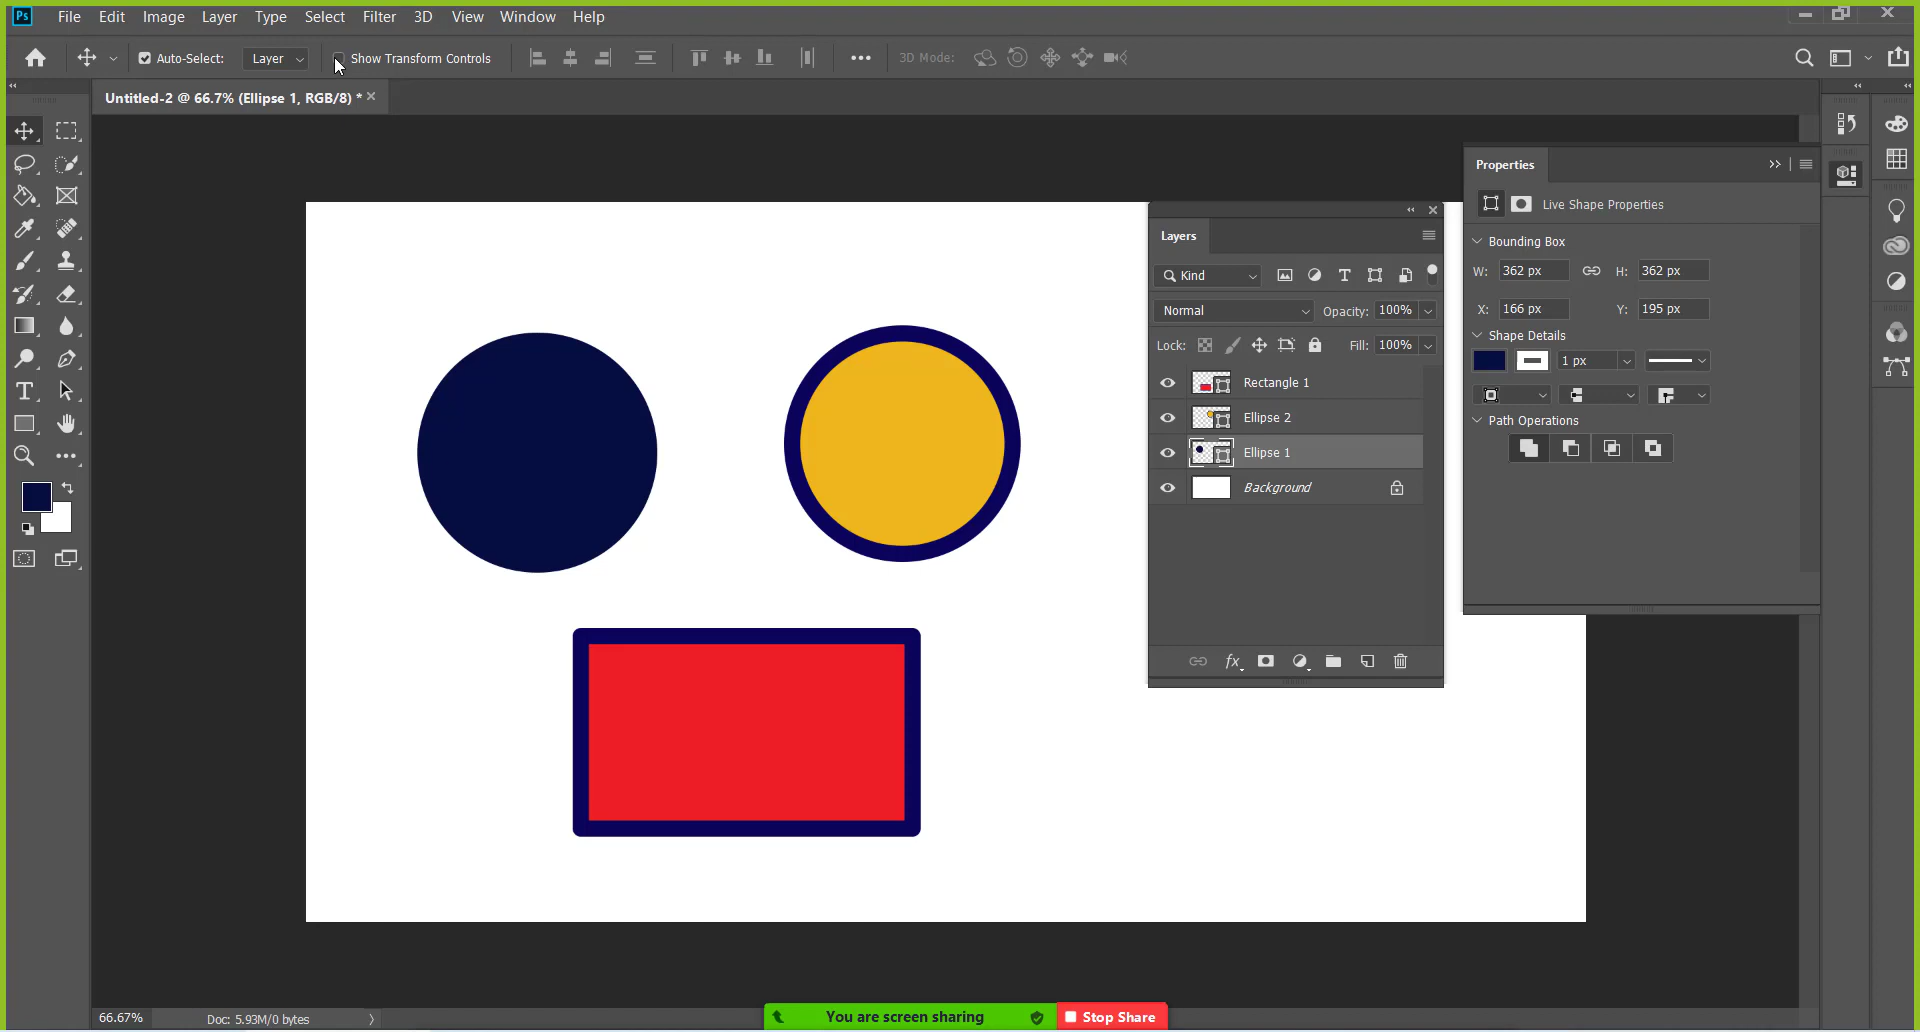 Ps File Edit Image Layer Type Select Filter 3D View Window Help
Auto-Select: Layer Show Transform Controls 3D Mode:
Untitled-2 @ 66.7% (Ellipse 1, RGB/8) *
Properties
Live Shape Properties
Bounding Box
W: 362 px H: 362 px
X: 166 px Y: 195 px
Shape Details
1 px
Path Operations
Layers
Kind
Normal Opacity: 100%
Lock: Fill: 100%
Rectangle 1
Ellipse 2
Ellipse 1
Background
66.67% Doc: 5.93M/0 bytes
You are screen sharing Stop Share